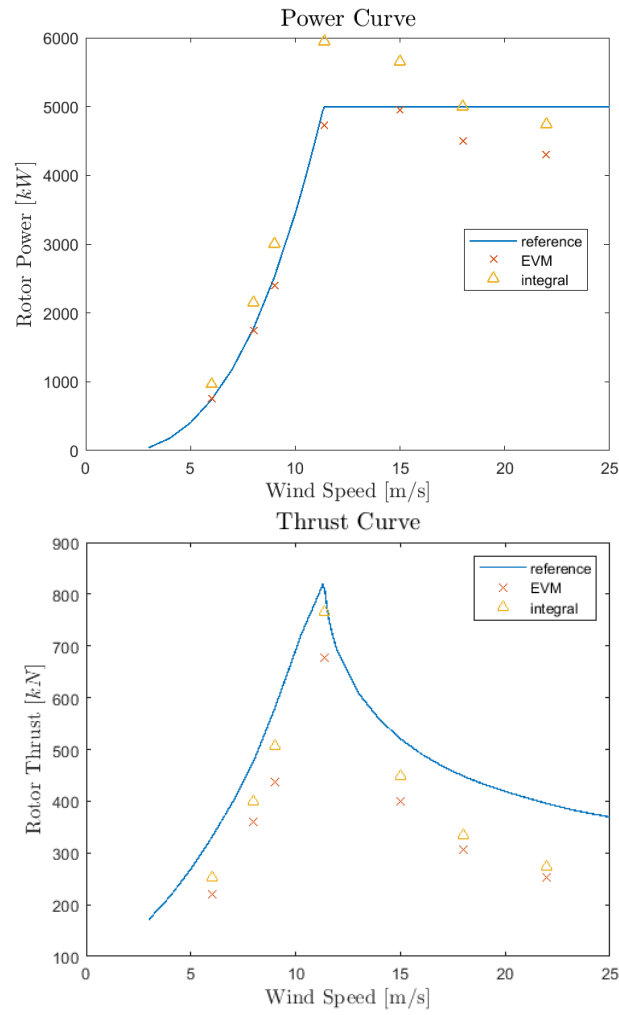 Power Curve
6000
5000
4000
3000
2000
1000
0
Rotor Power [kW]
reference
EVM
integral
0 5 10 15 20 25
Wind Speed [m/s]
Thrust Curve
900
800
700
600
500
400
300
200
100
Rotor Thrust [kN]
reference
EVM
integral
0 5 10 15 20 25
Wind Speed [m/s]